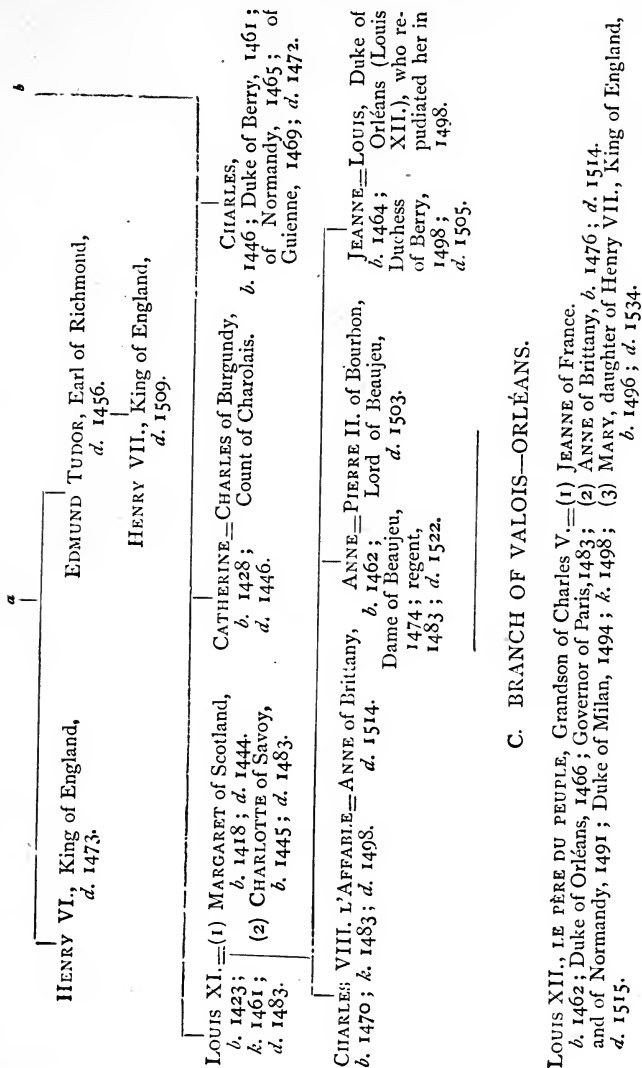 a
b
HENRY VI., King of England,
d. 1473.
EDMUND TUDOR, Earl of Richmond,
d. 1456.
HENRY VII., King of England,
d. 1509.
LOUIS XI.=(1) MARGARET of Scotland,
b. 1423; b. 1418; d. 1444.
k. 1461; (2) CHARLOTTE of Savoy,
d. 1483. b. 1445; d. 1483.
CATHERINE=CHARLES of Burgundy,
b. 1428; Count of Charolais.
d. 1446.
CHARLES,
b. 1446; Duke of Berry, 1461;
of Normandy, 1465; of
Guienne, 1469; d. 1472.
CHARLES VIII. L'AFFABLE=ANNE of Brittany,
b. 1470; k. 1483; d. 1498. d. 1514.
ANNE=PIERRE II. of Bourbon,
b. 1462; Lord of Beaujeu,
Dame of Beaujeu, d. 1503.
1474; regent,
1483; d. 1522.
JEANNE=LOUIS, Duke of
b. 1464; Orléans (Louis
Duchess XII.), who re-
of Berry, pudiated her in
1498; 1498.
d. 1505.
C. BRANCH OF VALOIS—ORLÉANS.
LOUIS XII., LE PÈRE DU PEUPLE, Grandson of Charles V.=(1) JEANNE of France.
b. 1462; Duke of Orléans, 1466; Governor of Paris, 1483; (2) ANNE of Brittany, b. 1476; d. 1514.
and of Normandy, 1491; Duke of Milan, 1494; k. 1498; (3) MARY, daughter of Henry VII., King of England,
d. 1515. b. 1496; d. 1534.